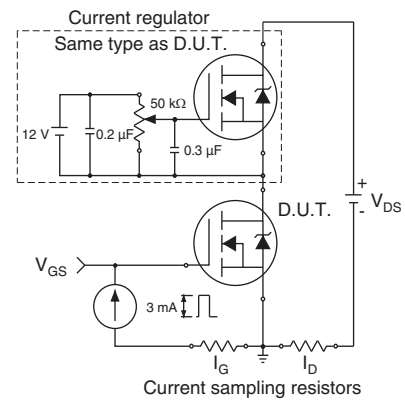 Current regulator
Same type as D.U.T.
50 kΩ
12 V
0.2 µF
0.3 µF
+
V_DS
-
D.U.T.
V_GS
3 mA
I_G
I_D
Current sampling resistors